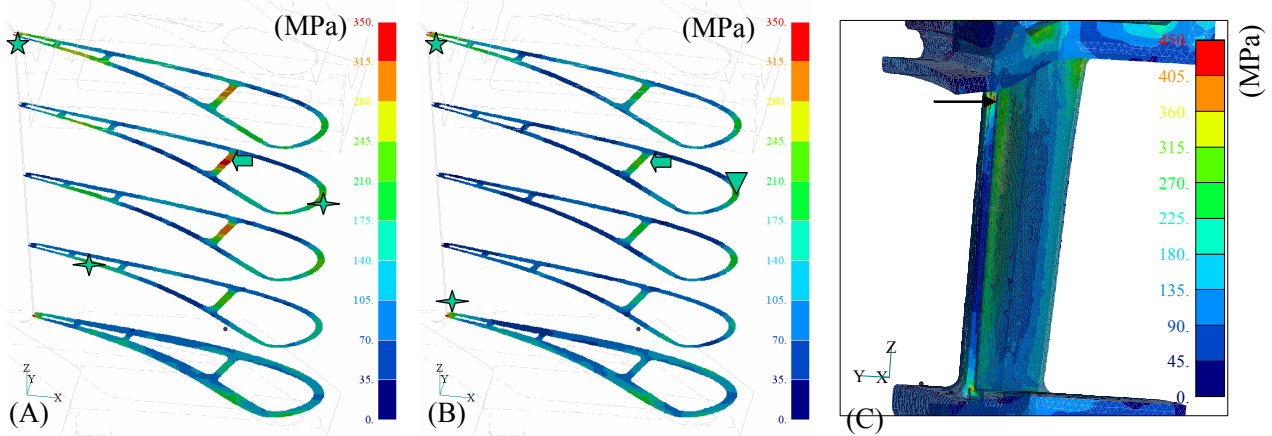 (MPa)
350.
315.
280.
245.
210.
175.
140.
105.
70.
35.
0.
Z
Y
X
(A)
(MPa)
350.
315.
280.
245.
210.
175.
140.
105.
70.
35.
0.
Z
Y
X
(B)
450.
405.
360.
315.
270.
225.
180.
135.
90.
45.
0.
(MPa)
Z
Y X
(C)